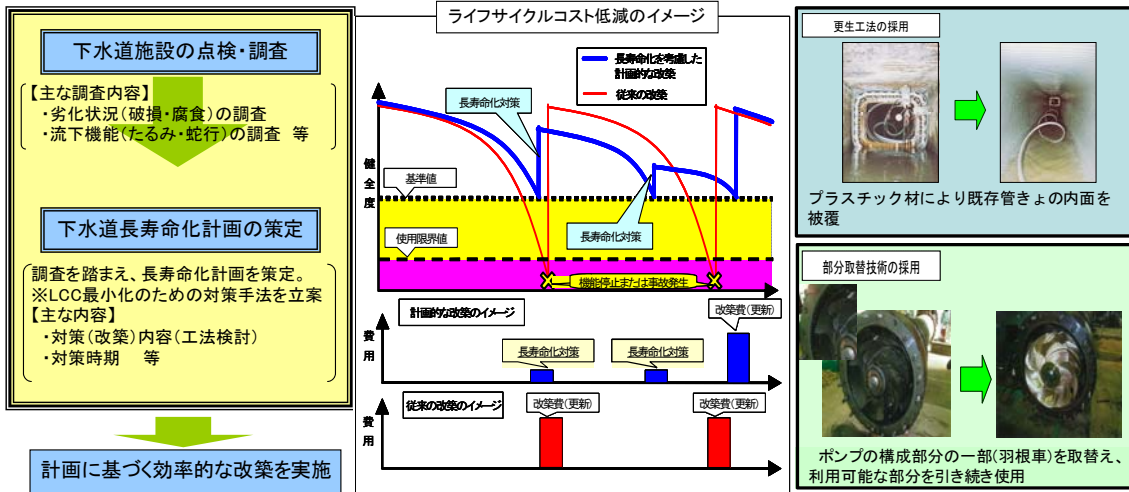 下水道施設の点検・調査
【主な調査内容】
・劣化状況(破損・腐食)の調査
・流下機能(たるみ・蛇行)の調査　等
下水道長寿命化計画の策定
調査を踏まえ、長寿命化計画を策定。
※LCC最小化のための対策手法を立案
【主な内容】
・対策(改築)内容(工法検討)
・対策時期　等
計画に基づく効率的な改築を実施
ライフサイクルコスト低減のイメージ
長寿命化を考慮した
計画的な改築
従来の改築
長寿命化対策
健全度
基準値
長寿命化対策
使用限界値
機能停止または事故発生
計画的な改築のイメージ
改築費(更新)
費用
長寿命化対策
長寿命化対策
従来の改築のイメージ
改築費(更新)
改築費(更新)
費用
更生工法の採用
プラスチック材により既存管きょの内面を
被覆
部分取替技術の採用
ポンプの構成部分の一部(羽根車)を取替え、
利用可能な部分を引き続き使用